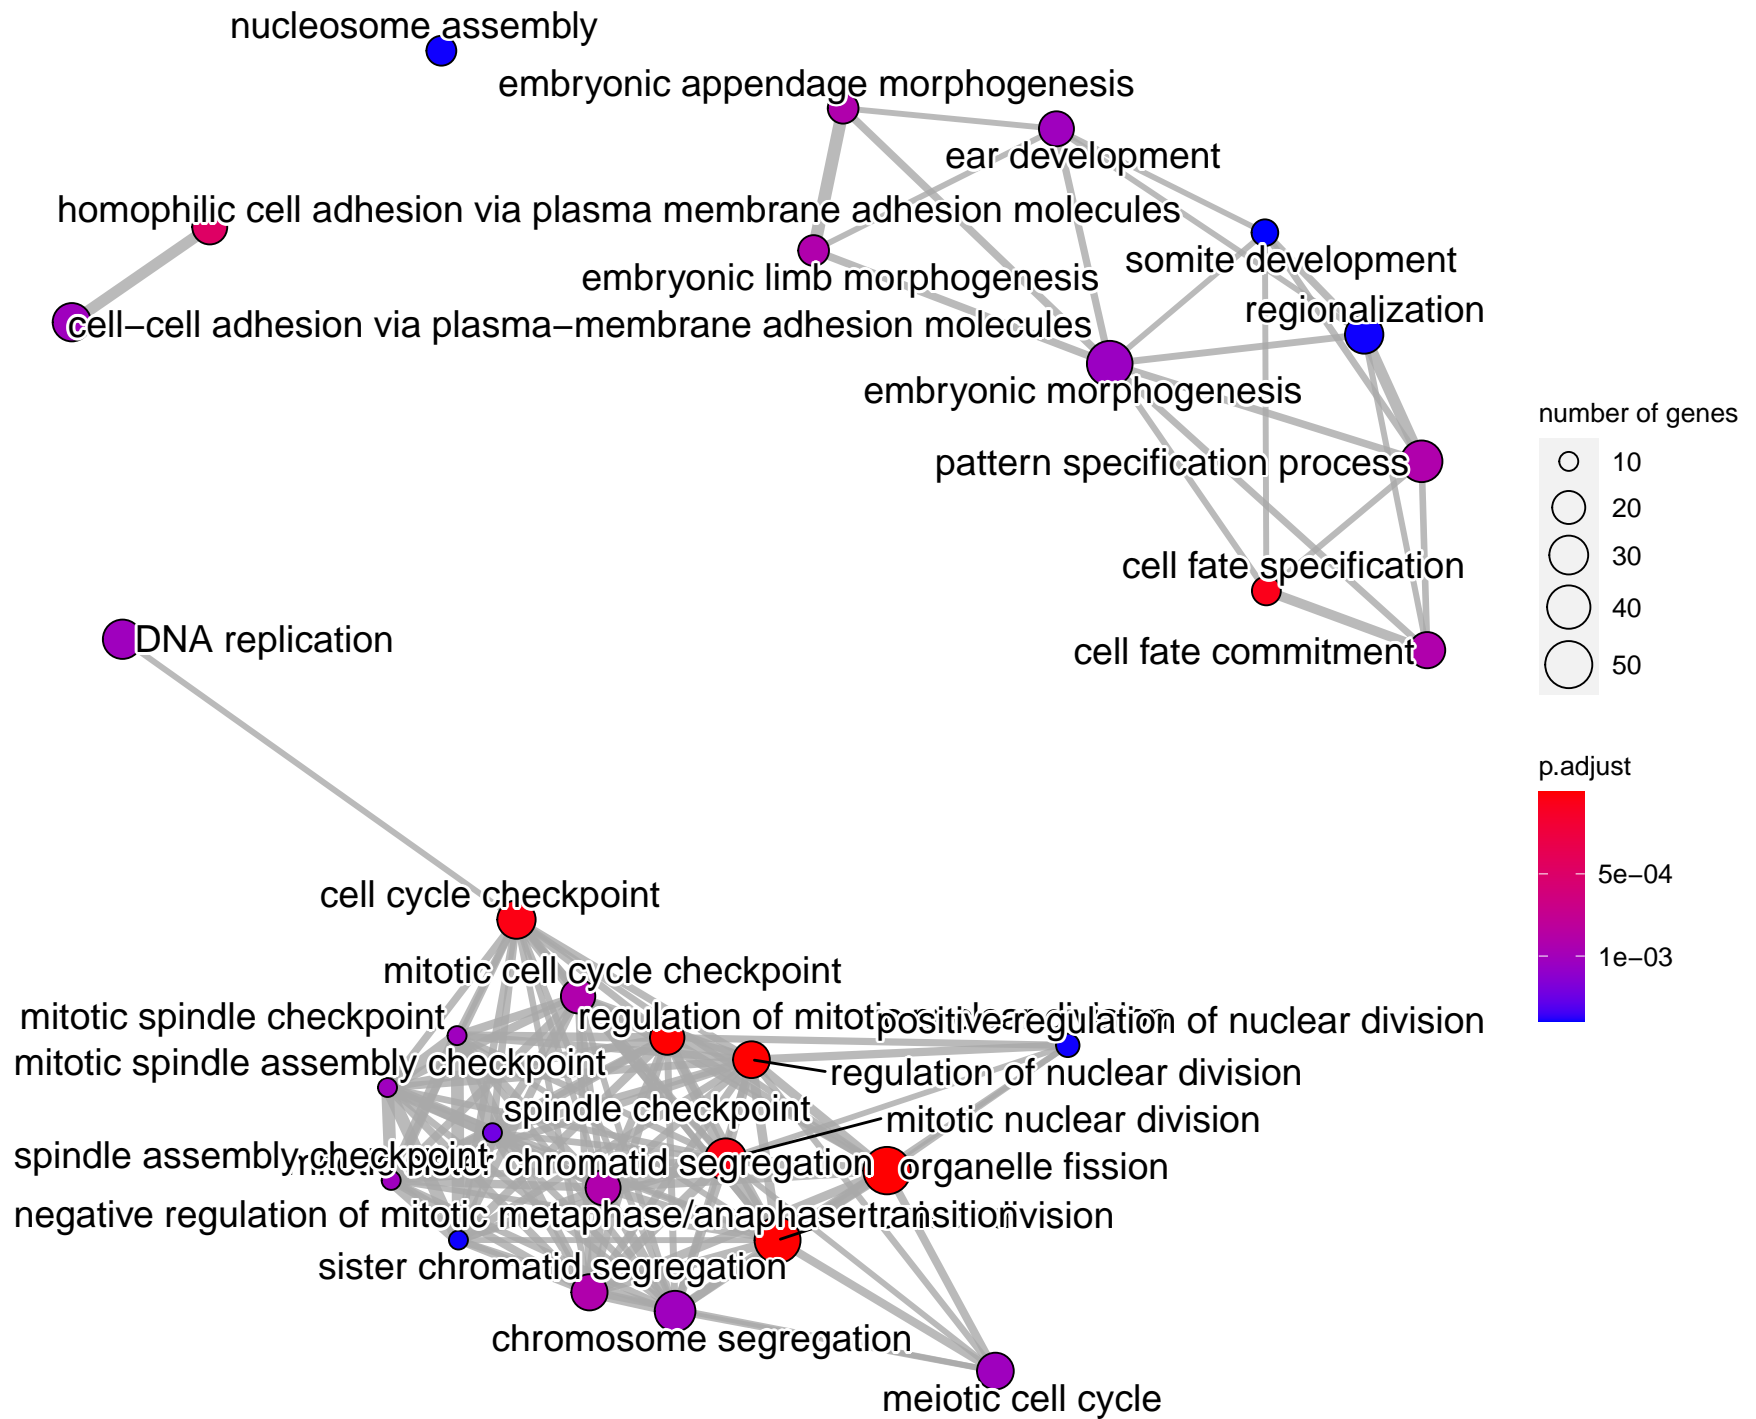 nucleosome assembly
embryonic appendage morphogenesis
ear development
homophilic cell adhesion via plasma membrane adhesion molecules
somite development
embryonic limb morphogenesis
regionalization
cell−cell adhesion via plasma−membrane adhesion molecules
embryonic morphogenesis
pattern specification process
cell fate specification
DNA replication
cell fate commitment
cell cycle checkpoint
mitotic cell cycle checkpoint
mitotic spindle checkpoint
regulation of mitotic
positive regulation of nuclear division
mitotic spindle assembly checkpoint
regulation of nuclear division
spindle checkpoint
mitotic nuclear division
spindle assembly checkpoint
chromatid segregation
organelle fission
negative regulation of mitotic metaphase/anaphase transition
division
sister chromatid segregation
chromosome segregation
meiotic cell cycle
number of genes
10
20
30
40
50
p.adjust
5e−04
1e−03